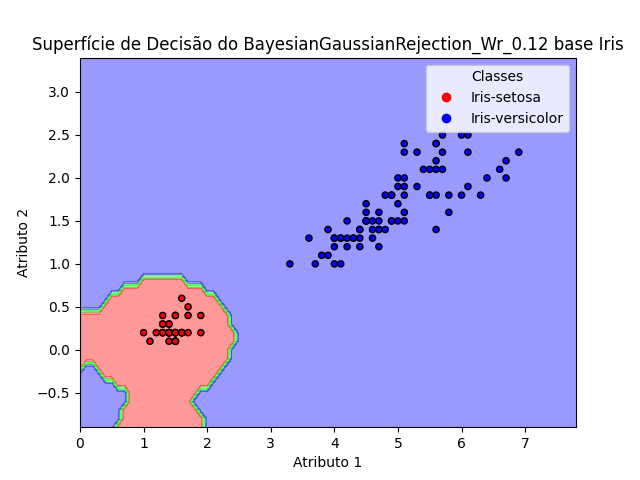 Superfície de Decisão do BayesianGaussianRejection_Wr_0.12 base Iris
Classes
Iris-setosa
Iris-versicolor
3.0
2.5
2.0
1.5
1.0
0.5
0.0
−0.5
Atributo 2
0 1 2 3 4 5 6 7
Atributo 1